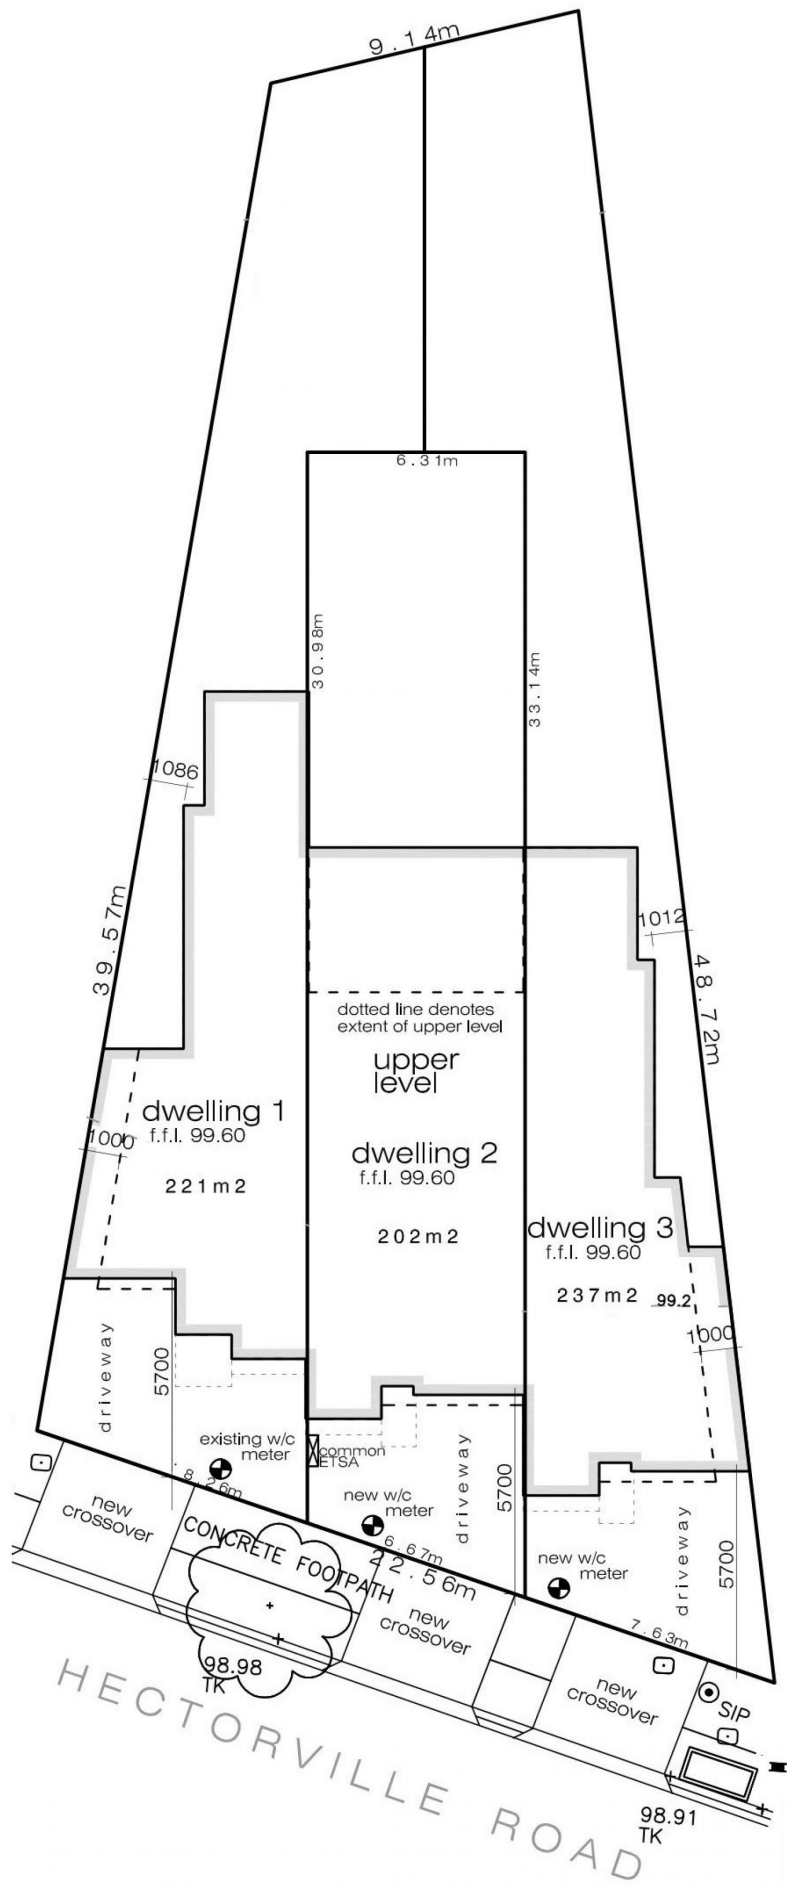 9.14m
6.31m
30.98m
33.14m
1086
39.57m
1012
48.72m
dotted line denotes
extent of upper level
upper
level
dwelling 1
f.f.l. 99.60
1000
221m2
dwelling 2
f.f.l. 99.60
202m2
dwelling 3
f.f.l. 99.60
237m2
99.2
1000
driveway
5700
existing w/c
meter
8.26m
common
ETSA
new w/c
meter
driveway
5700
6.67m
22.56m
new w/c
meter
driveway
5700
7.63m
new
crossover
CONCRETE FOOTPATH
new
crossover
new
crossover
98.98
TK
SIP
98.91
TK
HECTORVILLE ROAD